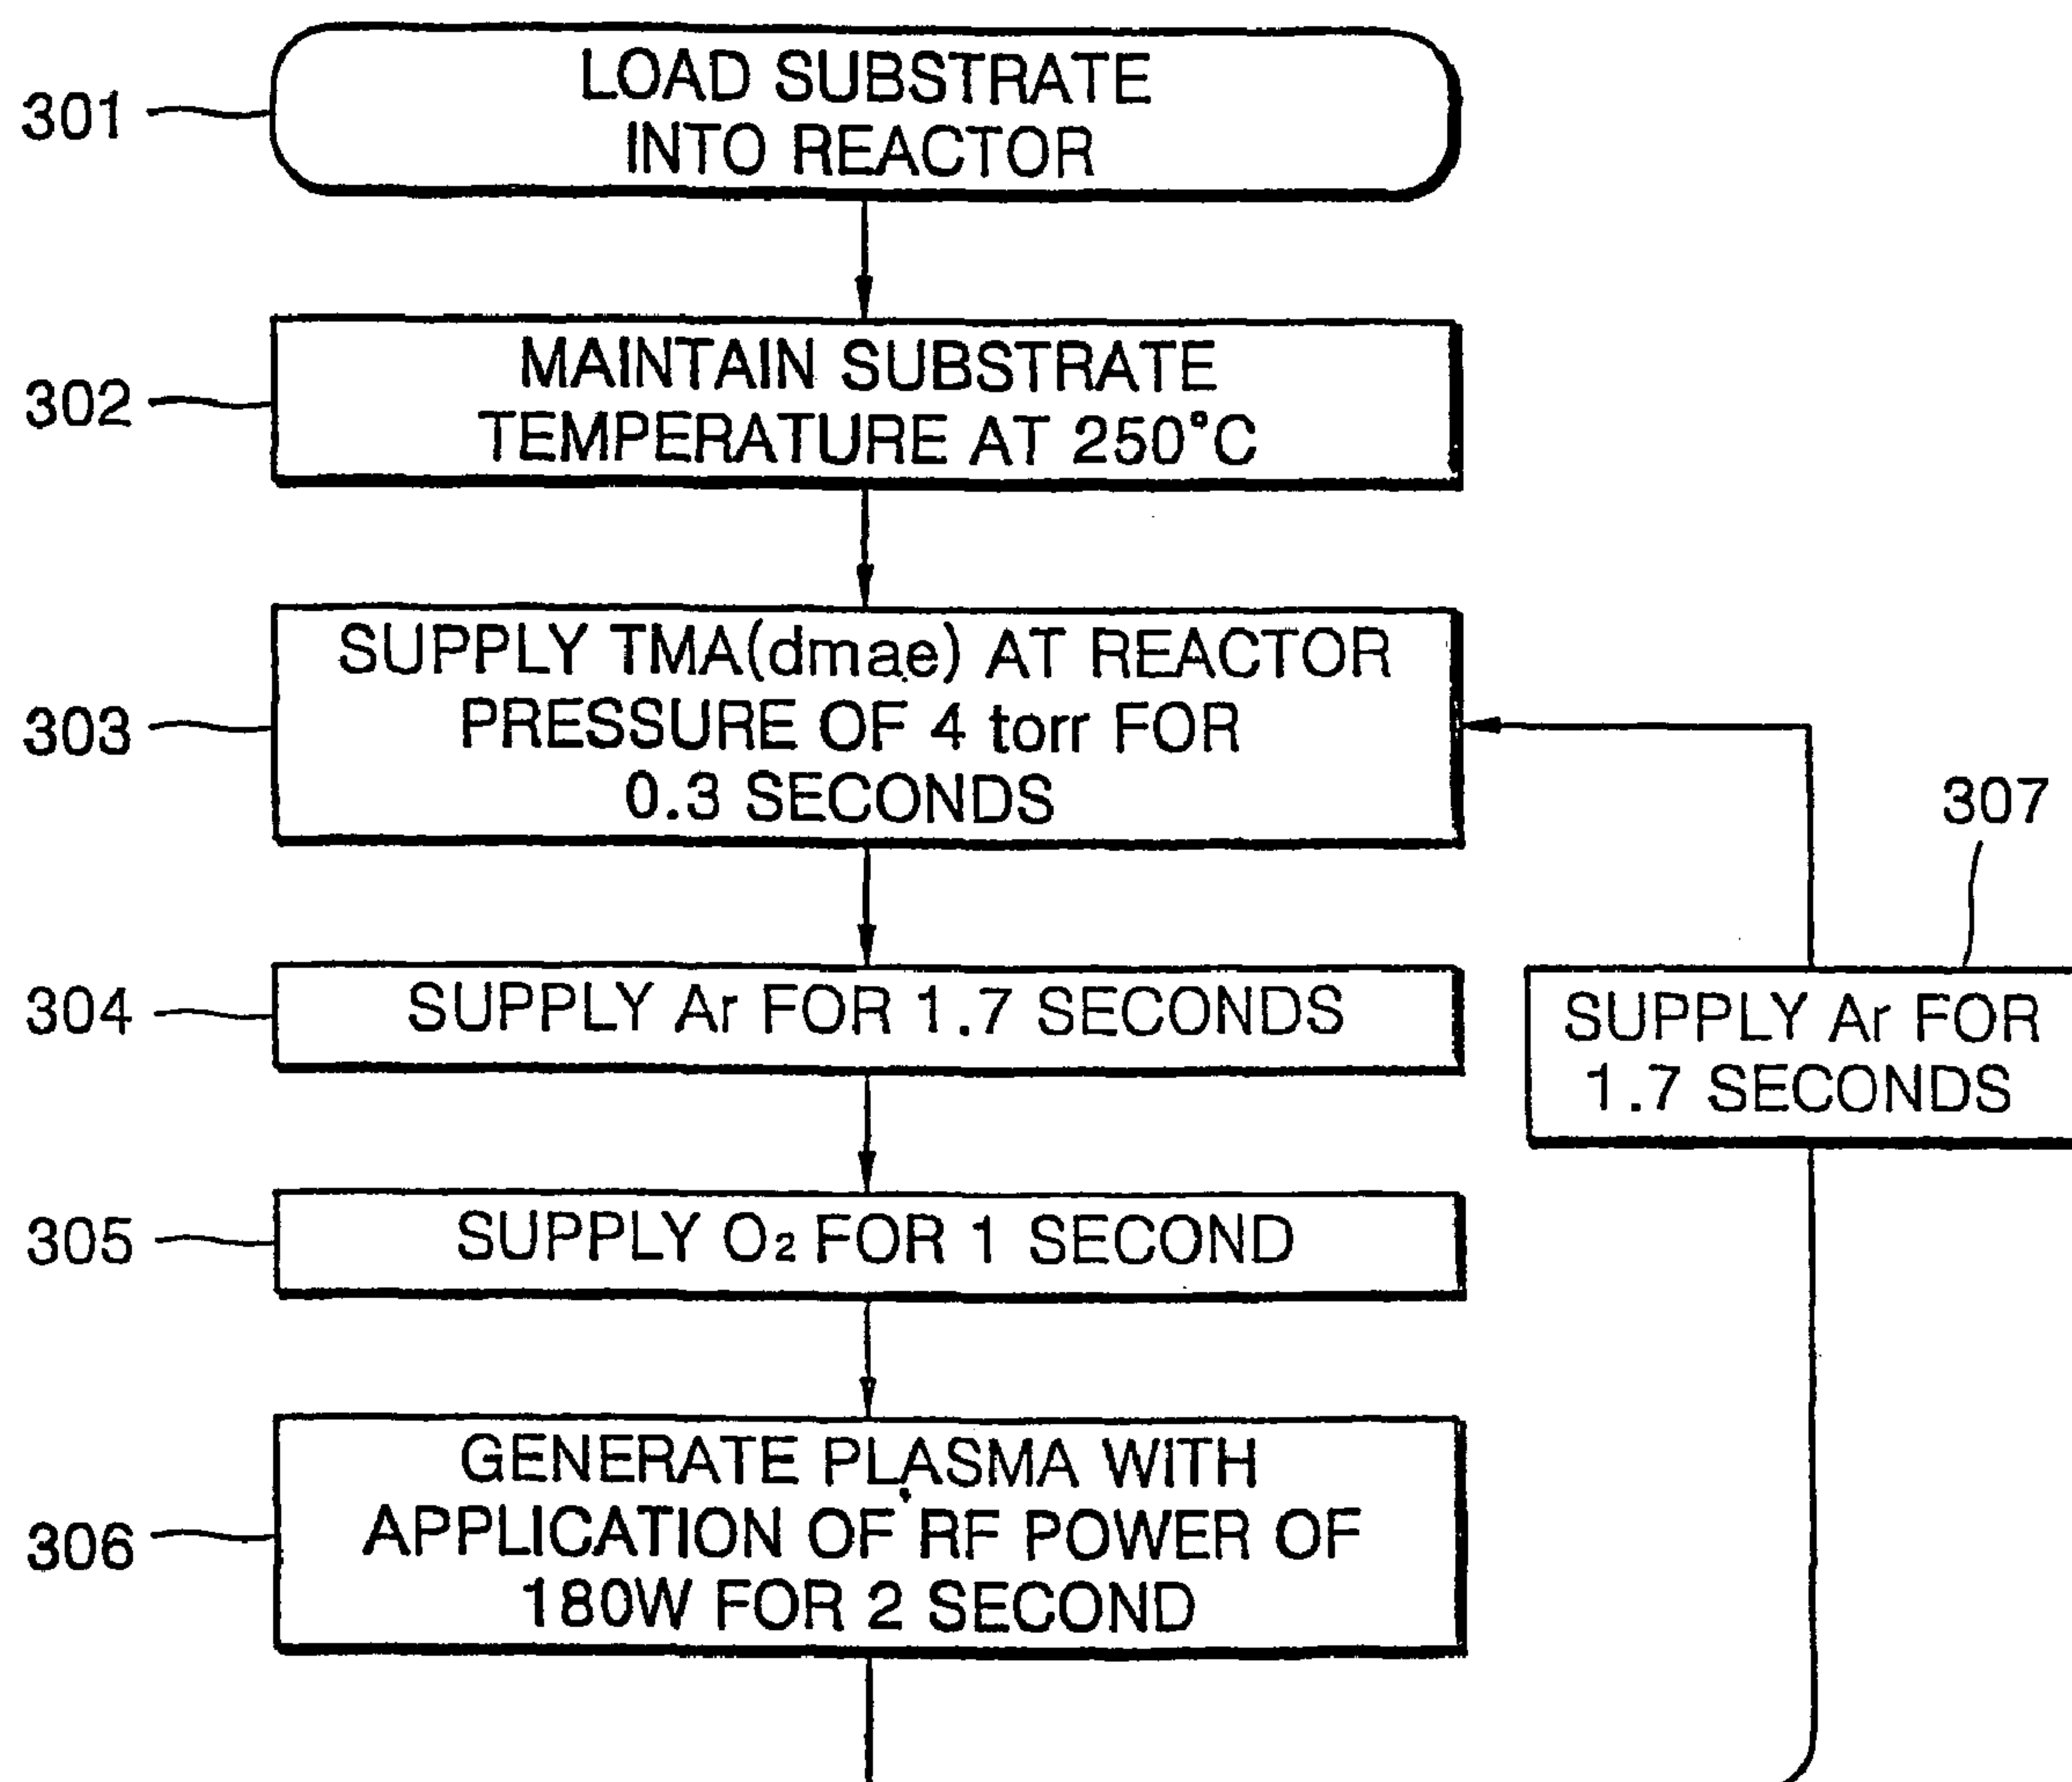 301
LOAD SUBSTRATE
INTO REACTOR
302
MAINTAIN SUBSTRATE
TEMPERATURE AT 250°C
303
SUPPLY TMA(dmae) AT REACTOR
PRESSURE OF 4 torr FOR
0.3 SECONDS
304
SUPPLY Ar FOR 1.7 SECONDS
305
SUPPLY O₂ FOR 1 SECOND
306
GENERATE PLASMA WITH
APPLICATION OF RF POWER OF
180W FOR 2 SECOND
307
SUPPLY Ar FOR
1.7 SECONDS